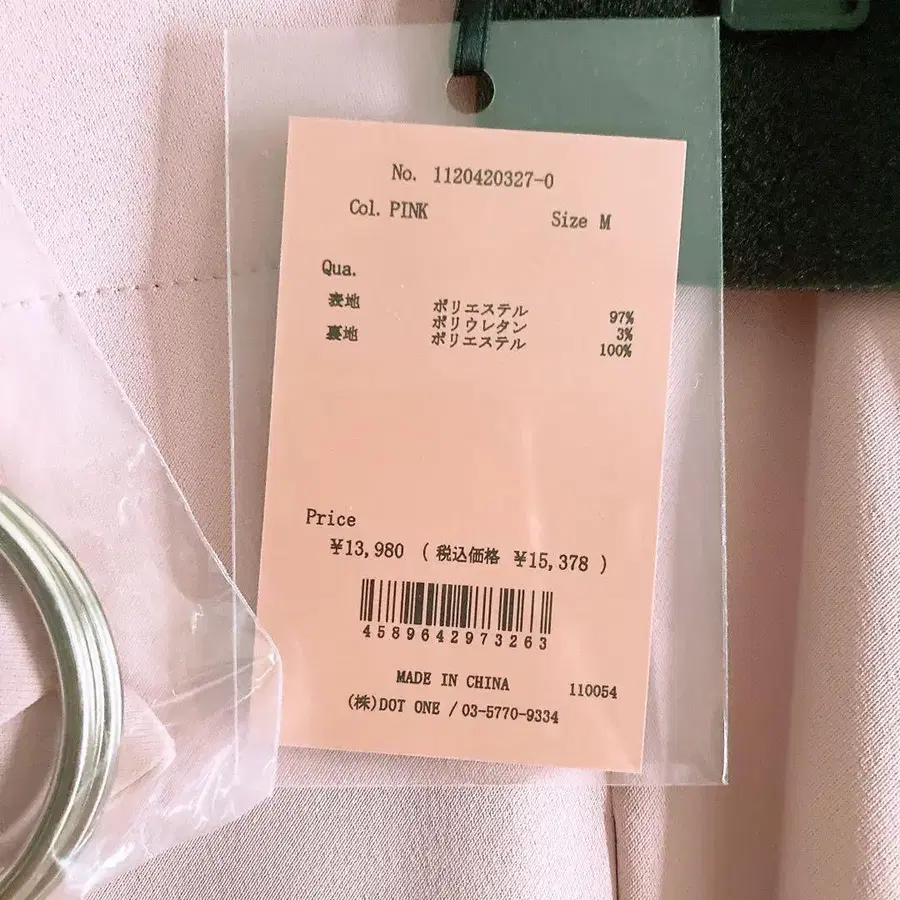 No. 1120420327-0
Col. PINK Size M
Qua.
表地 ポリエステル 97%
ポリウレタン 3%
裏地 ポリエステル 100%
Price
¥13,980 ( 税込価格 ¥15,378 )
4589642973263
MADE IN CHINA 110054
(株)DOT ONE / 03-5770-9334